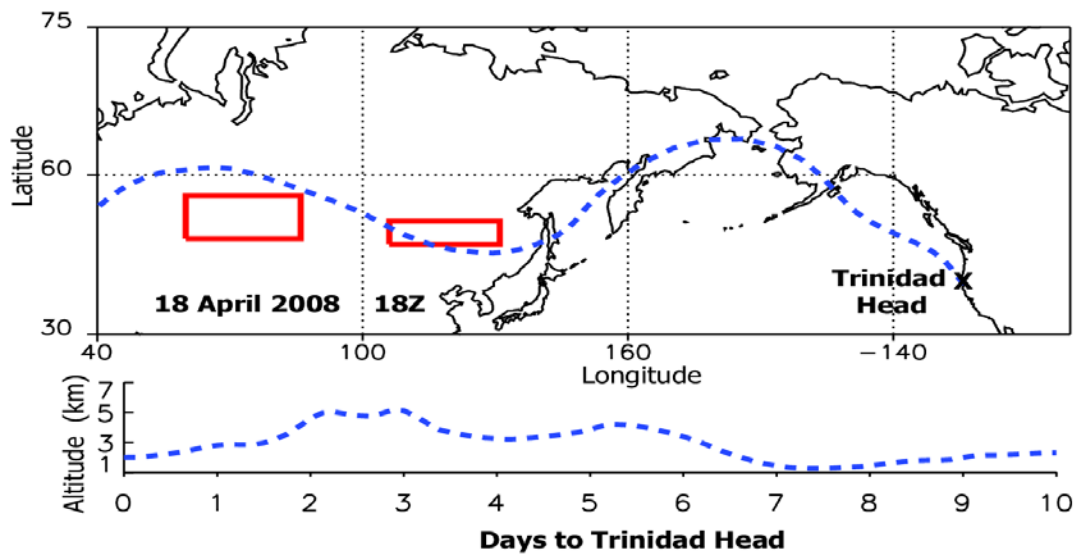 75
60
30
Latitude
18 April 2008
18Z
Trinidad
Head
X
40
100
160
−140
Longitude
7
5
3
1
Altitude (km)
0 1 2 3 4 5 6 7 8 9 10
Days to Trinidad Head